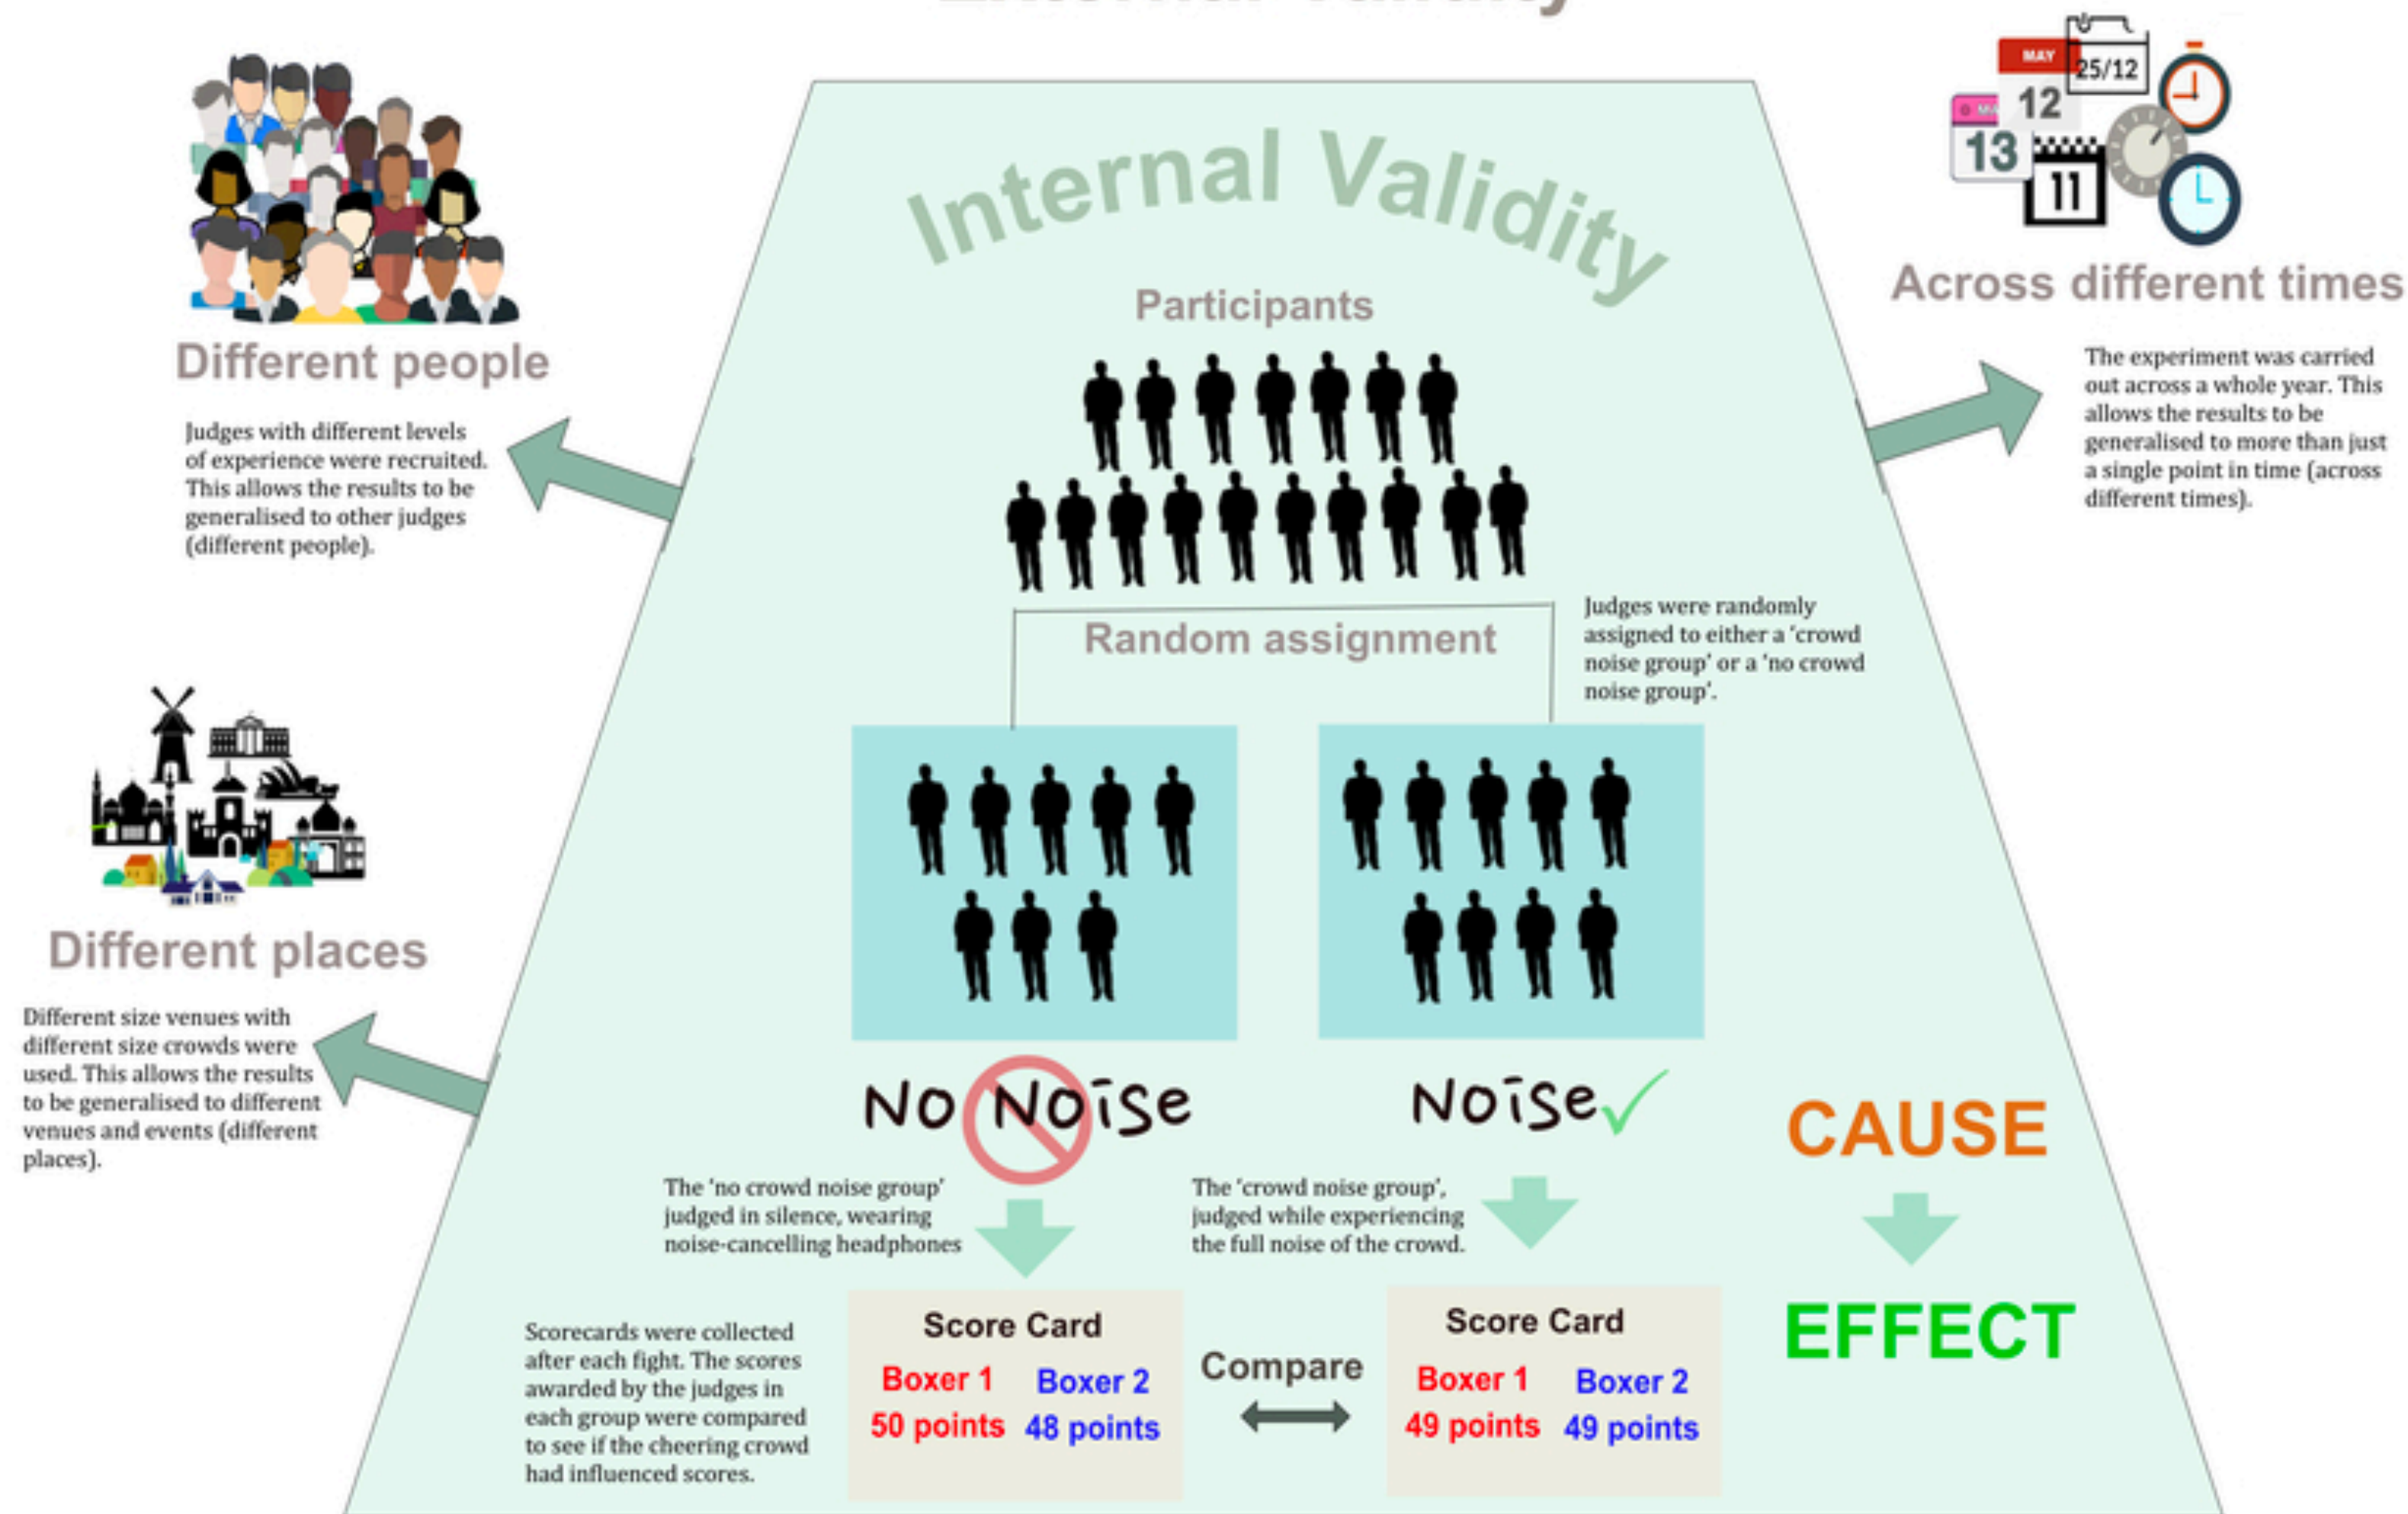 External Validity
MAY
25/12
12
13
11
Different people
Judges with different levels
of experience were recruited.
This allows the results to be
generalised to other judges
(different people).
Across different times
The experiment was carried
out across a whole year. This
allows the results to be
generalised to more than just
a single point in time (across
different times).
Different places
Different size venues with
different size crowds were
used. This allows the results
to be generalised to different
venues and events (different
places).
Internal Validity
Participants
Random assignment
Judges were randomly
assigned to either a ‘crowd
noise group’ or a ‘no crowd
noise group’.
No Noise
Noise
The ‘no crowd noise group’
judged in silence, wearing
noise-cancelling headphones
The ‘crowd noise group’,
judged while experiencing
the full noise of the crowd.
CAUSE
EFFECT
Scorecards were collected
after each fight. The scores
awarded by the judges in
each group were compared
to see if the cheering crowd
had influenced scores.
Score Card
Boxer 1 Boxer 2
50 points 48 points
Compare
Score Card
Boxer 1 Boxer 2
49 points 49 points